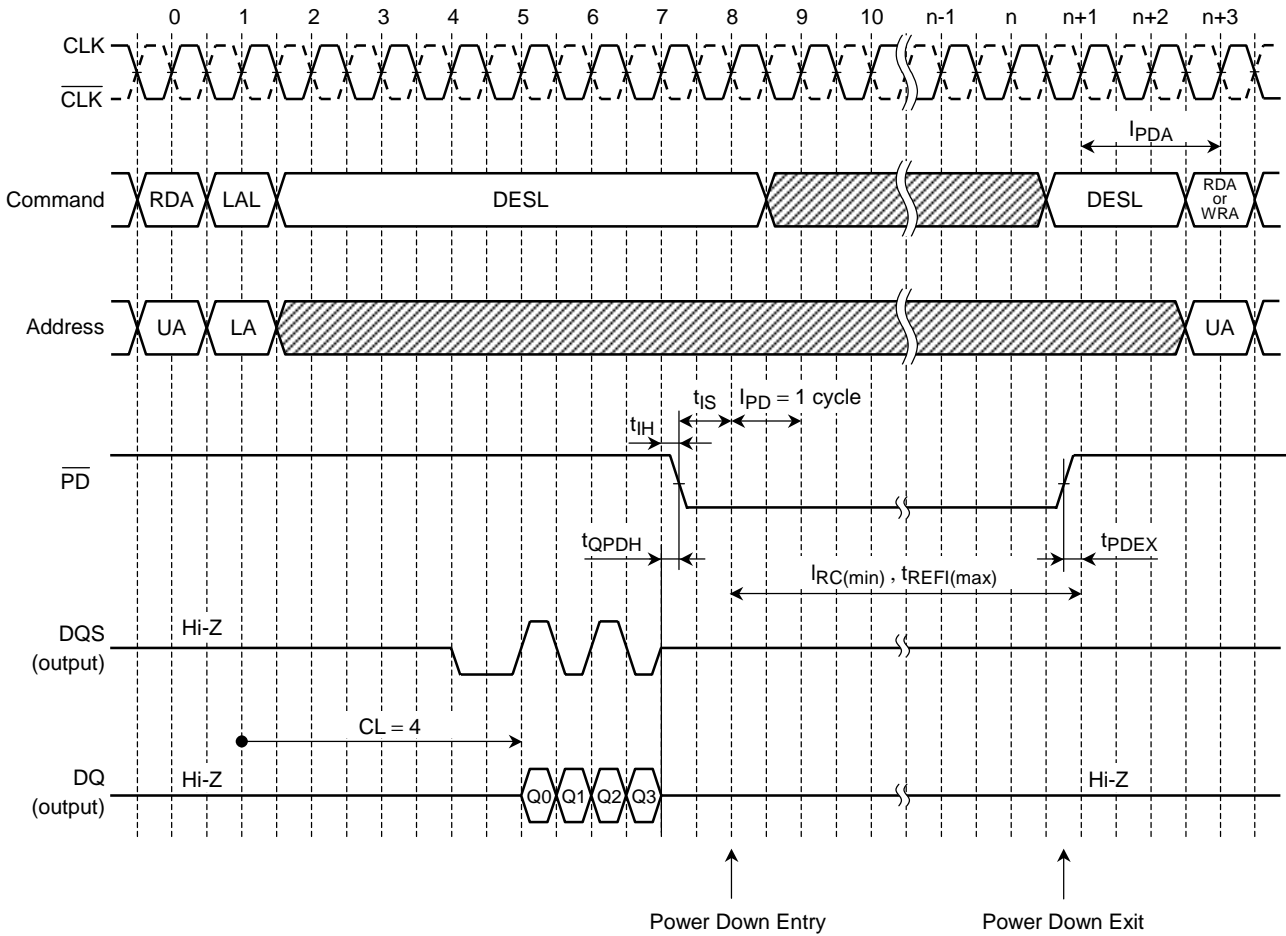 0 1 2 3 4 5 6 7 8 9 10 n-1 n n+1 n+2 n+3
CLK
CLK
IPDA
Command RDA LAL DESL DESL RDA or WRA
Address UA LA UA
tIS IPD = 1 cycle
tIH
PD
tQPDH tPDEX
IRC(min) , tREFI(max)
DQS
(output)
Hi-Z
CL = 4
DQ
(output)
Hi-Z Q0 Q1 Q2 Q3 Hi-Z
Power Down Entry Power Down Exit